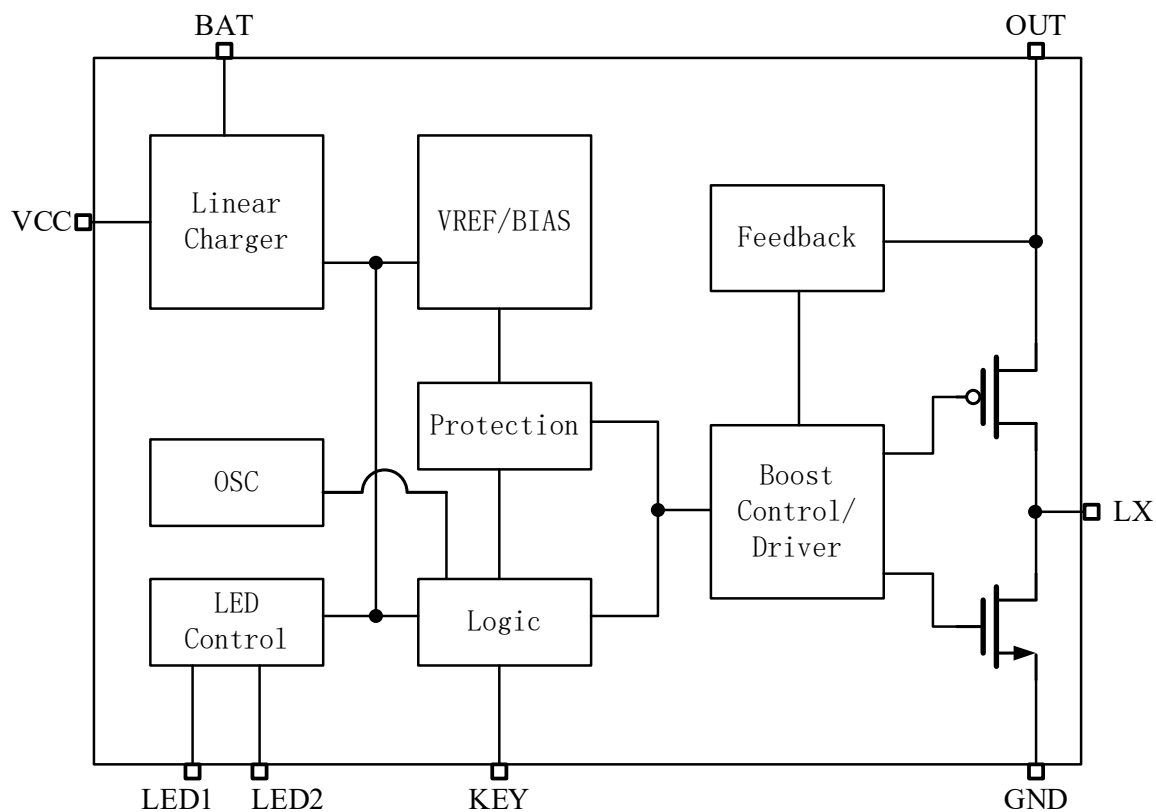 BAT
OUT
VCC
Linear
Charger
VREF/BIAS
Feedback
Protection
OSC
Boost
Control/
Driver
LX
LED
Control
Logic
LED1
LED2
KEY
GND